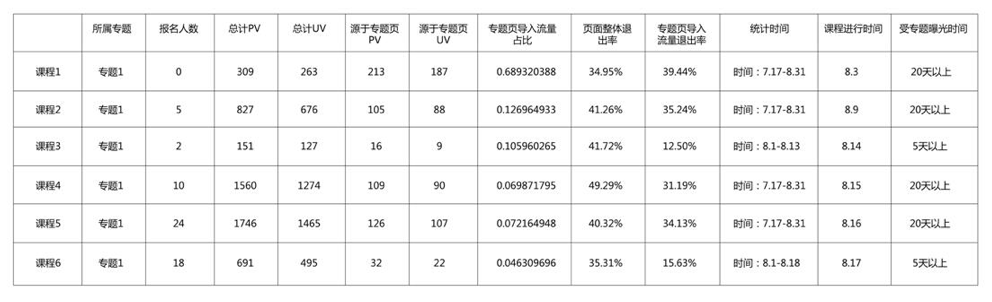 所属专题 报名人数 总计PV 总计UV 源于专题页PV 源于专题页UV 专题页导入流量占比 页面整体退出率 专题页导入流量退出率 统计时间 课程进行时间 受专题曝光时间
课程1 专题1 0 309 263 213 187 0.689320388 34.95% 39.44% 时间：7.17-8.31 8.3 20天以上
课程2 专题1 5 827 676 105 88 0.126964933 41.26% 35.24% 时间：7.17-8.31 8.9 20天以上
课程3 专题1 2 151 127 16 9 0.105960265 41.72% 12.50% 时间：8.1-8.13 8.14 5天以上
课程4 专题1 10 1560 1274 109 90 0.069871795 49.29% 31.19% 时间：7.17-8.31 8.15 20天以上
课程5 专题1 24 1746 1465 126 107 0.072164948 40.32% 34.13% 时间：7.17-8.31 8.16 20天以上
课程6 专题1 18 691 495 32 22 0.046309696 35.31% 15.63% 时间：8.1-8.18 8.17 5天以上